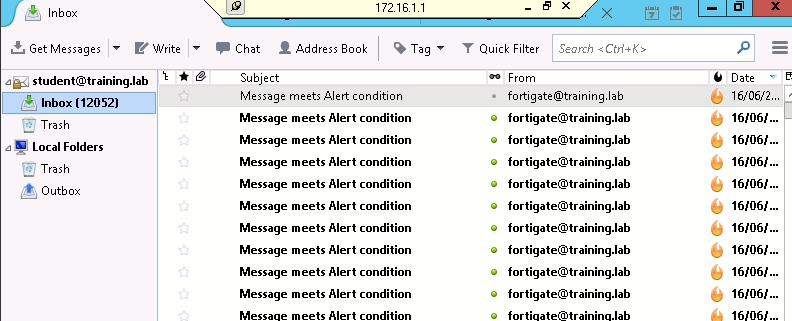 Inbox
172.16.1.1
Get Messages Write Chat Address Book Tag Quick Filter Search <Ctrl+K>
student@training.lab
Inbox (12052)
Trash
Local Folders
Trash
Outbox
Subject From Date
Message meets Alert condition fortigate@training.lab 16/06/2...
Message meets Alert condition fortigate@training.lab 16/06/...
Message meets Alert condition fortigate@training.lab 16/06/...
Message meets Alert condition fortigate@training.lab 16/06/...
Message meets Alert condition fortigate@training.lab 16/06/...
Message meets Alert condition fortigate@training.lab 16/06/...
Message meets Alert condition fortigate@training.lab 16/06/...
Message meets Alert condition fortigate@training.lab 16/06/...
Message meets Alert condition fortigate@training.lab 16/06/...
Message meets Alert condition fortigate@training.lab 16/06/...
Message meets Alert condition fortigate@training.lab 16/06/...